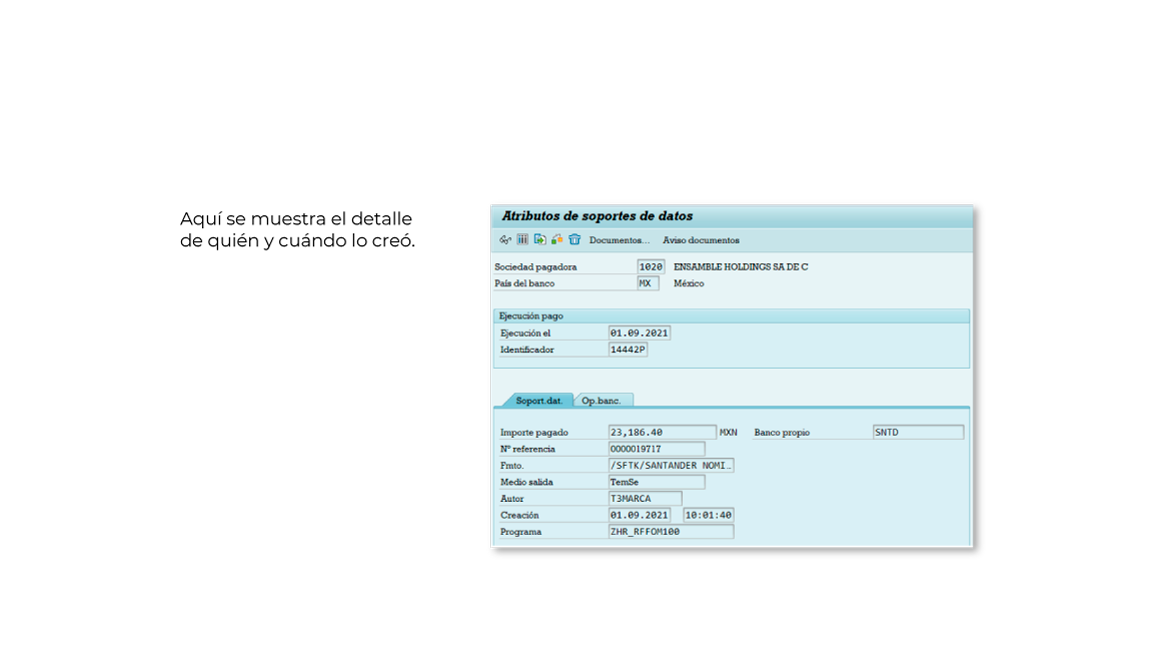 Aquí se muestra el detalle
de quién y cuándo lo creó.
Atributos de soportes de datos
Documentos... Aviso documentos
Sociedad pagadora 1020 ENSAMBLE HOLDINGS SA DE C
País del banco MX México
Ejecución pago
Ejecución el 01.09.2021
Identificador 14442P
Soport.dat. Op.banc.
Importe pagado 23,186.40 MXN Banco propio SNTD
Nº referencia 0000019717
Fmto. /SFTK/SANTANDER NOMI…
Medio salida TemSe
Autor T3MARCA
Creación 01.09.2021 10:01:40
Programa ZHR_RFFOM100